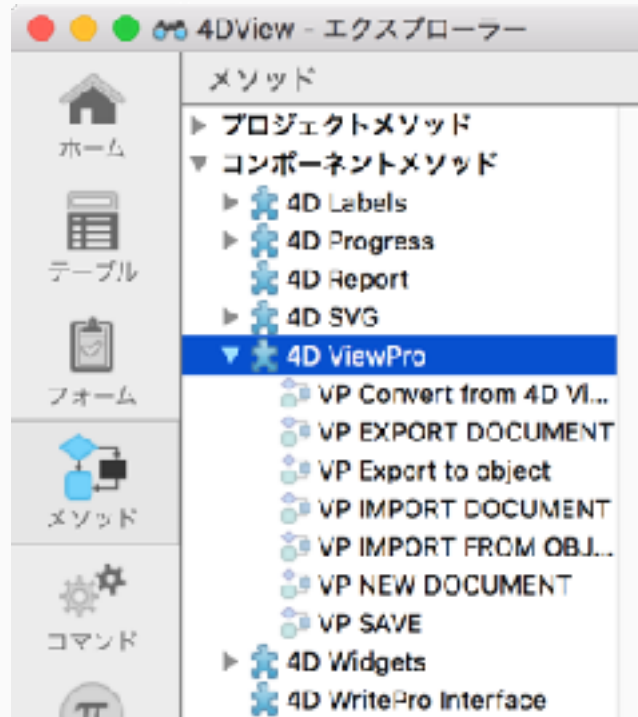 4DView - エクスプローラー
ホーム
テーブル
フォーム
メソッド
コマンド
π
メソッド
プロジェクトメソッド
コンポーネントメソッド
4D Labels
4D Progress
4D Report
4D SVG
4D ViewPro
VP Convert from 4D Vi...
VP EXPORT DOCUMENT
VP Export to object
VP IMPORT DOCUMENT
VP IMPORT FROM OBJ...
VP NEW DOCUMENT
VP SAVE
4D Widgets
4D WritePro Interface